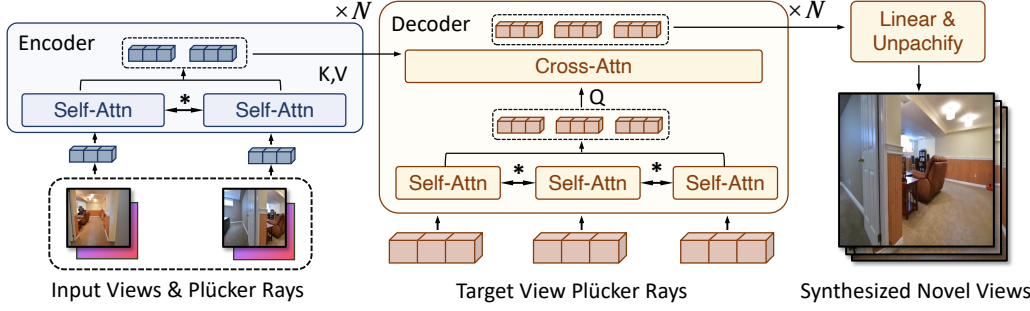 Encoder
×N
Self-Attn
*
Self-Attn
Input Views & Plücker Rays
K,V
Decoder
×N
Cross-Attn
Q
Self-Attn
*
Self-Attn
*
Self-Attn
Target View Plücker Rays
Linear &
Unpachify
Synthesized Novel Views